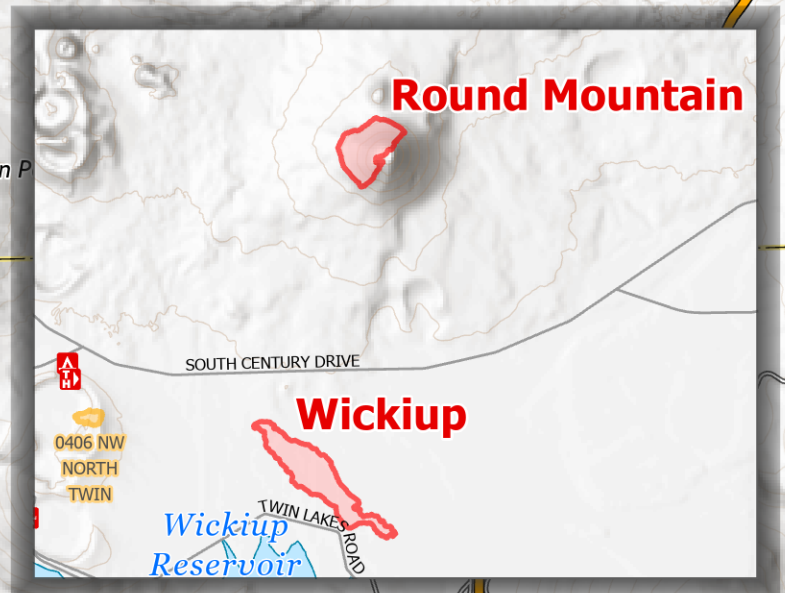 Round Mountain
n P
SOUTH CENTURY DRIVE
Wickiup
0406 NW
NORTH
TWIN
TWIN LAKES ROAD
Wickiup
Reservoir